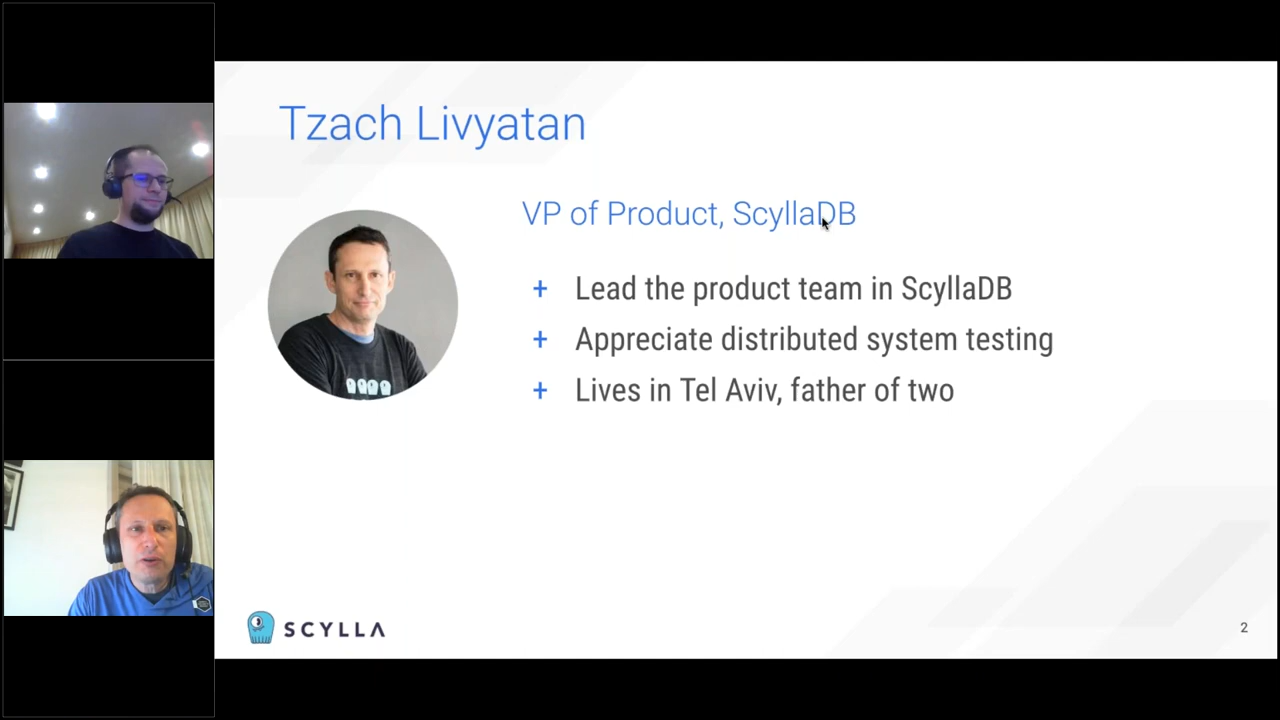 Tzach Livyatan
VP of Product, ScyllaDB
+ Lead the product team in ScyllaDB
+ Appreciate distributed system testing
+ Lives in Tel Aviv, father of two
SCYLLA
2